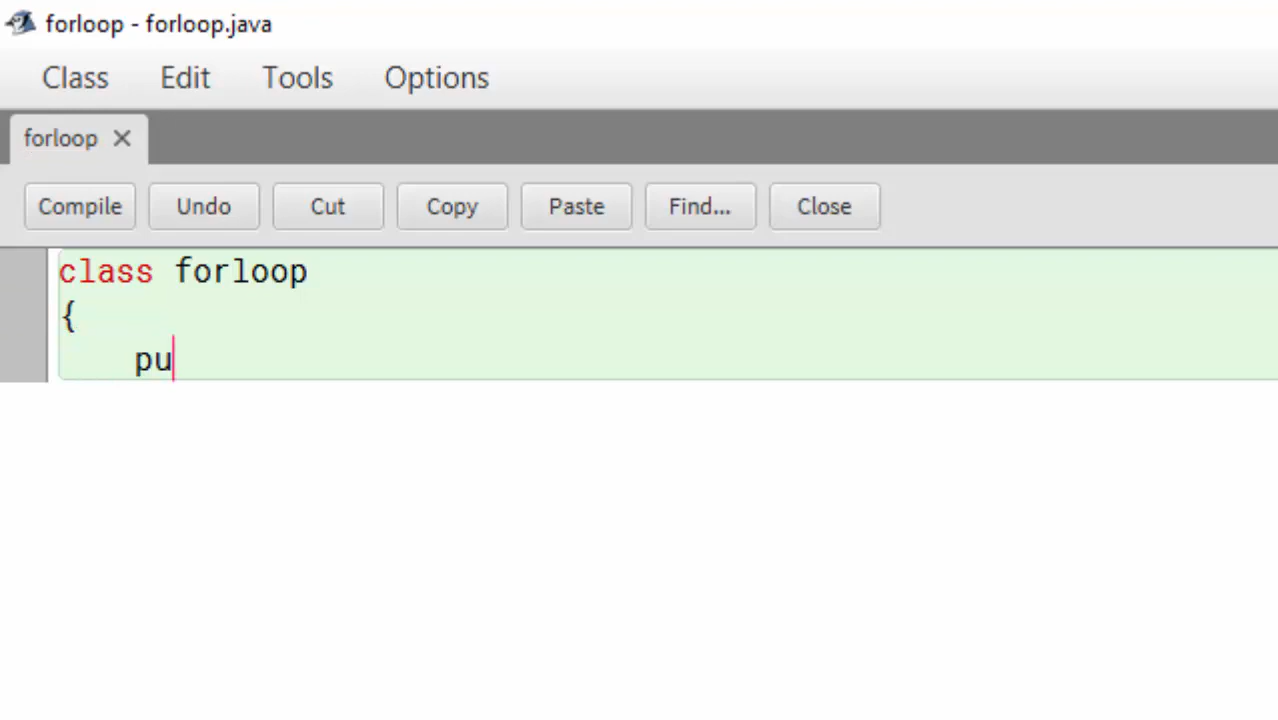 forloop - forloop.java
Class Edit Tools Options
forloop
Compile Undo Cut Copy Paste Find... Close
class forloop
{
pu